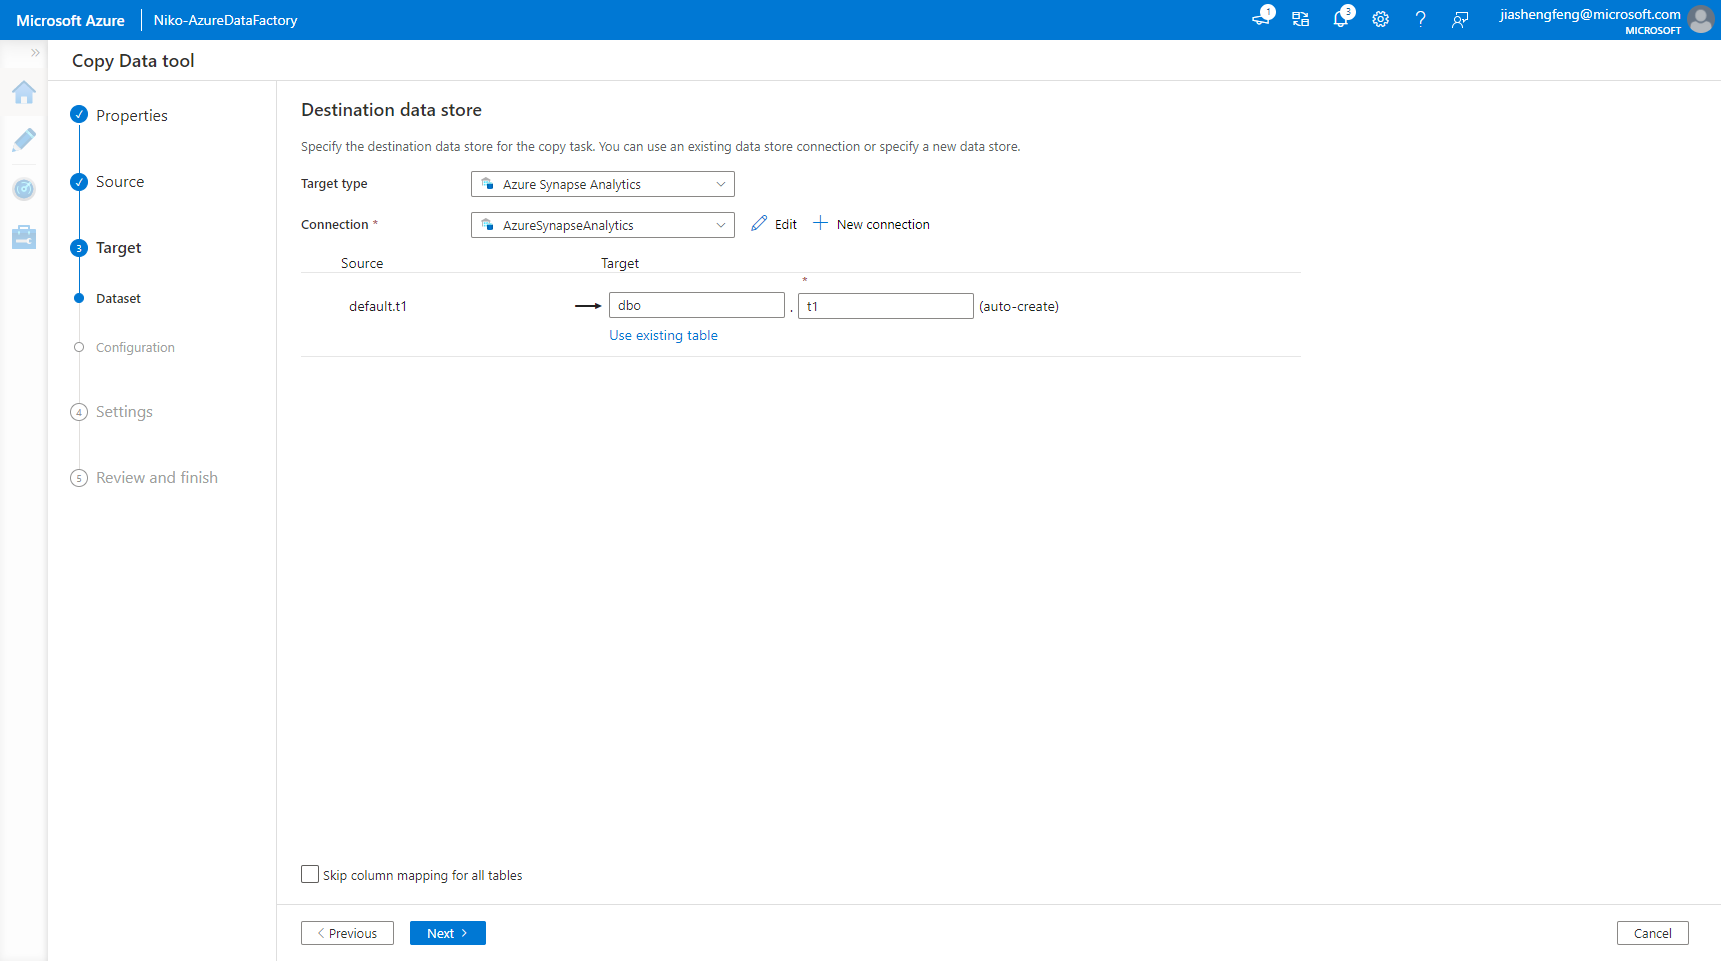 Microsoft Azure
Niko-AzureDataFactory
1
3
?
jiashengfeng@microsoft.com
MICROSOFT
»
Copy Data tool
Properties
Source
3 Target
Dataset
Configuration
4 Settings
5 Review and finish
Destination data store
Specify the destination data store for the copy task. You can use an existing data store connection or specify a new data store.
Target type
Azure Synapse Analytics
Connection *
AzureSynapseAnalytics
Edit
New connection
Source
Target
*
default.t1
dbo
.
t1
(auto-create)
Use existing table
Skip column mapping for all tables
< Previous
Next >
Cancel